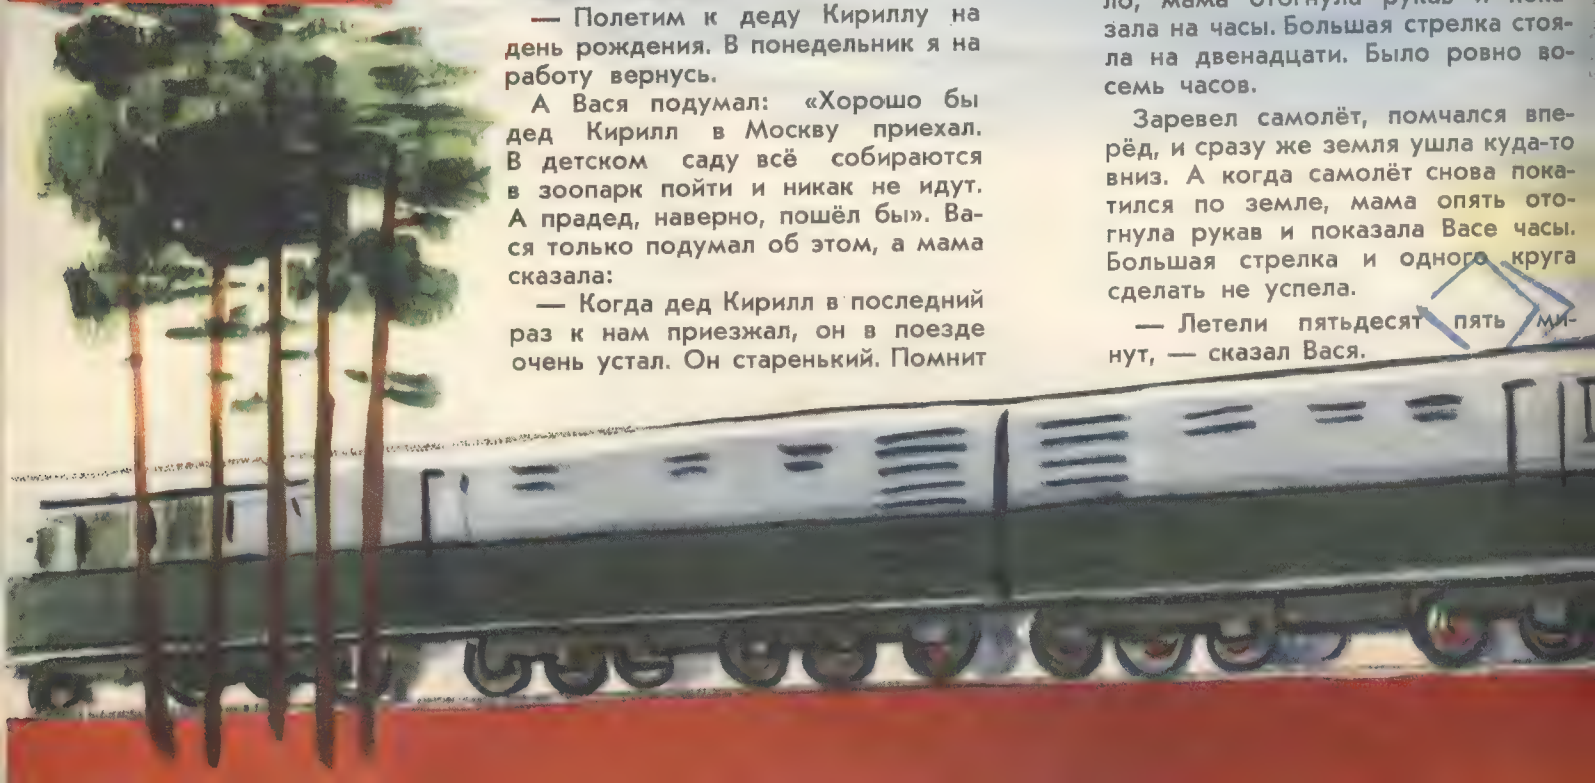 — Полетим к деду Кириллу на
день рождения. В понедельник я на
работу вернусь.
А Вася подумал: «Хорошо бы
дед Кирилл в Москву приехал.
В детском саду всё собираются
в зоопарк пойти и никак не идут.
А прадед, наверно, пошёл бы». Ва-
ся только подумал об этом, а мама
сказала:
— Когда дед Кирилл в последний
раз к нам приезжал, он в поезде
очень устал. Он старенький. Помнит
ло, мама отогнула рукав и пока-
зала на часы. Большая стрелка стоя-
ла на двенадцати. Было ровно во-
семь часов.
Заревел самолёт, помчался впе-
рёд, и сразу же земля ушла куда-то
вниз. А когда самолёт снова пока-
тился по земле, мама опять ото-
гнула рукав и показала Васе часы.
Большая стрелка и одного круга
сделать не успела.
— Летели пятьдесят пять ми-
нут, — сказал Вася.